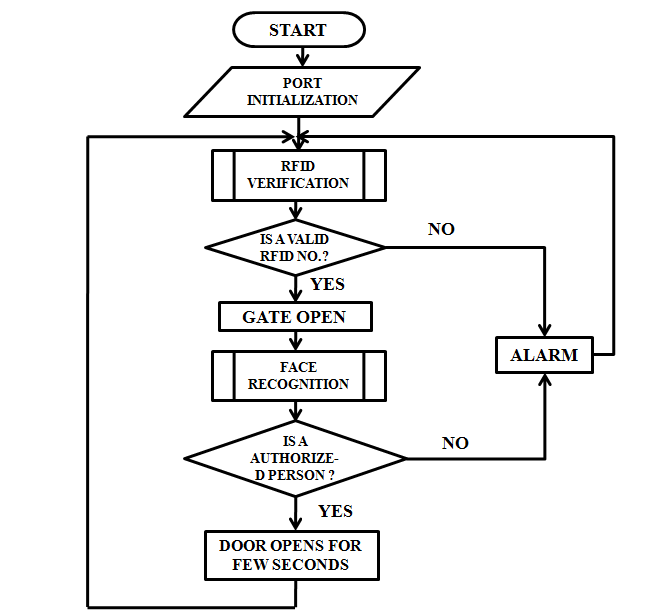 START
PORT
INITIALIZATION
RFID
VERIFICATION
IS A VALID
RFID NO.?
NO
YES
GATE OPEN
ALARM
FACE
RECOGNITION
IS A
AUTHORIZE-
D PERSON ?
NO
YES
DOOR OPENS FOR
FEW SECONDS